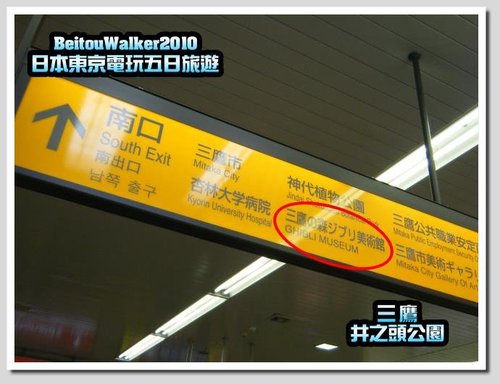 BeitouWalker2010
日本東京電玩五日旅遊
南口
South Exit
南出口
남쪽 출구
三鷹市
Mitaka City
杏林大学病院
Kyorin University Hospital
神代植物公園
三鷹の森ジブリ美術館
GHIBLI MUSEUM
三鷹公共職業安定
Mitaka Public Employment Security
三鷹市美術ギャラリ
Mitaka City Gallery Of Ar
三鷹
井之頭公園